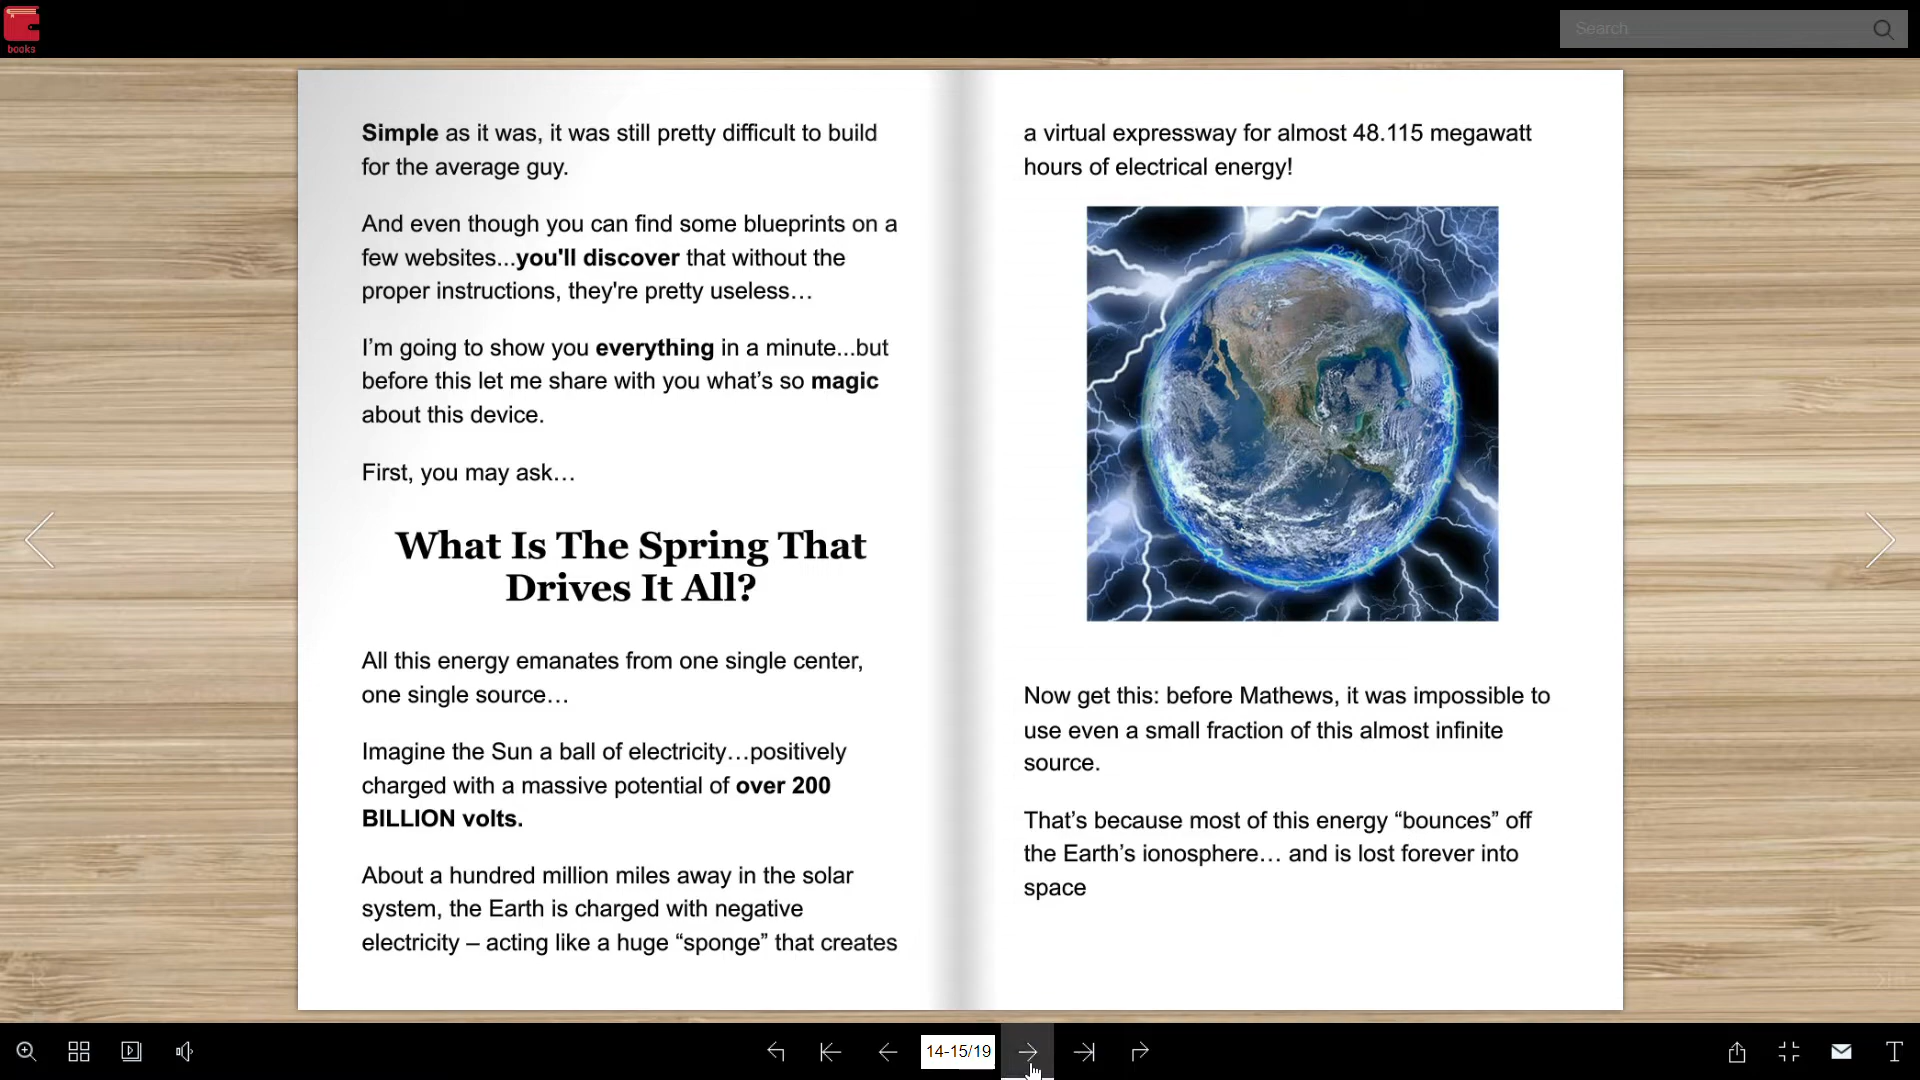 books
Search
Simple as it was, it was still pretty difficult to build
for the average guy.
And even though you can find some blueprints on a
few websites...you'll discover that without the
proper instructions, they're pretty useless…
I’m going to show you everything in a minute...but
before this let me share with you what’s so magic
about this device.
First, you may ask…
What Is The Spring That
Drives It All?
All this energy emanates from one single center,
one single source…
Imagine the Sun a ball of electricity…positively
charged with a massive potential of over 200
BILLION volts.
About a hundred million miles away in the solar
system, the Earth is charged with negative
electricity – acting like a huge “sponge” that creates
a virtual expressway for almost 48.115 megawatt
hours of electrical energy!
Now get this: before Mathews, it was impossible to
use even a small fraction of this almost infinite
source.
That’s because most of this energy “bounces” off
the Earth’s ionosphere… and is lost forever into
space
14-15/19